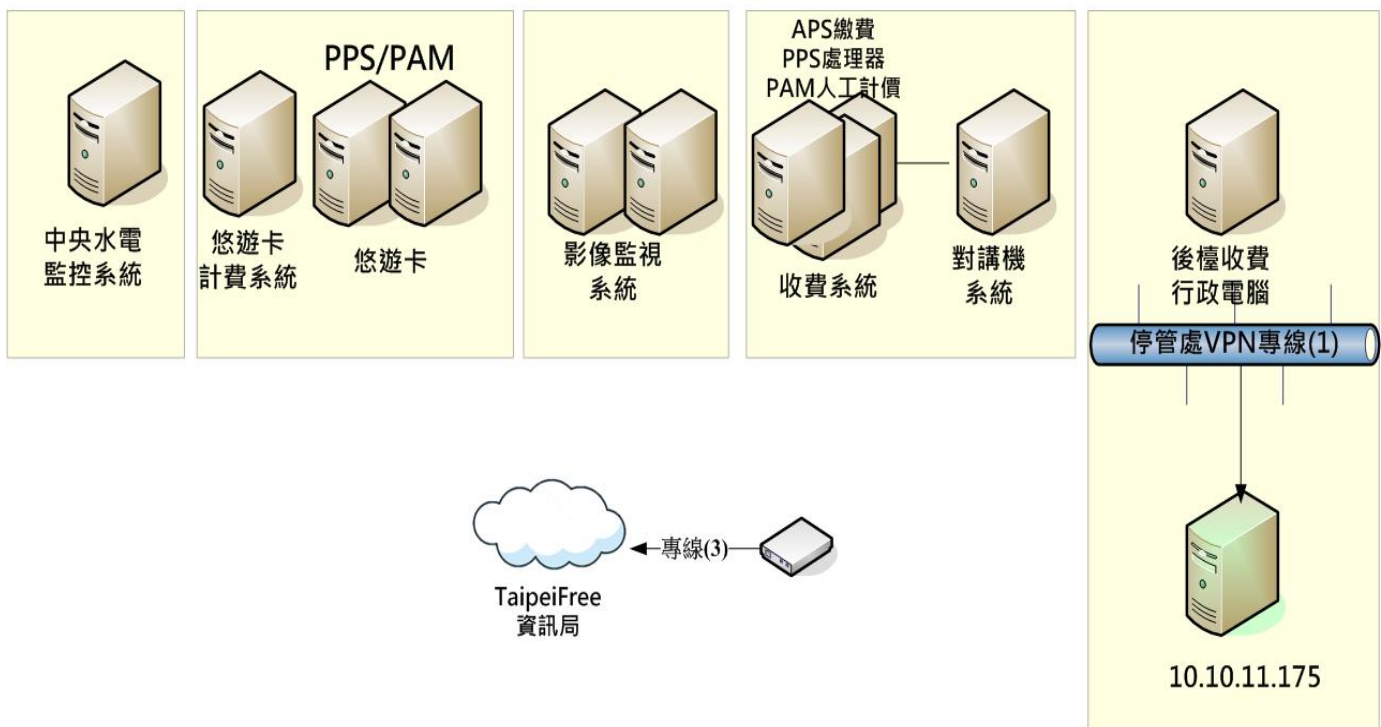 中央水電
監控系統
PPS/PAM
悠遊卡
計費系統
悠遊卡
影像監視
系統
APS繳費
PPS處理器
PAM人工計價
收費系統
對講機
系統
後檯收費
行政電腦
停管處VPN專線(1)
10.10.11.175
專線(3)
TaipeiFree
資訊局